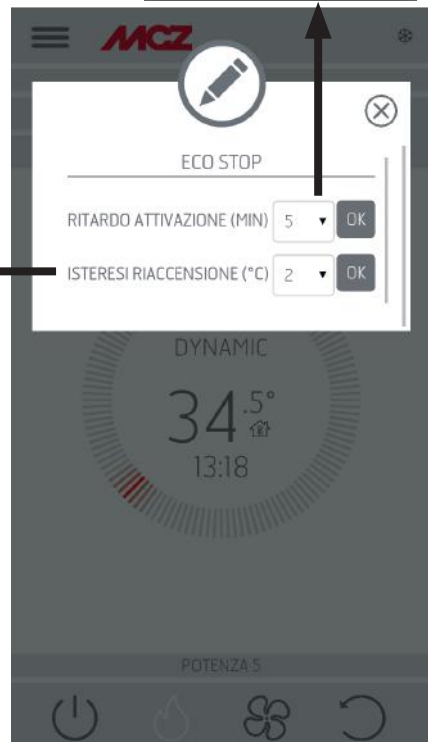 MCZ
ECO STOP
RITARDO ATTIVAZIONE (MIN) 5 OK
ISTERESI RIACCENSIONE (°C) 2 OK
DYNAMIC
34.5°
13:18
POTENZA 5